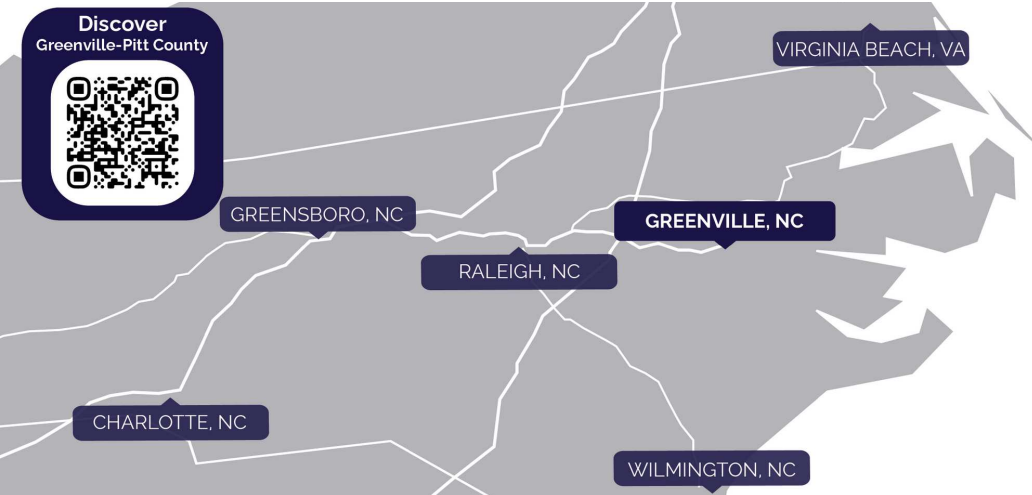 Discover
Greenville-Pitt County
VIRGINIA BEACH, VA
GREENSBORO, NC
GREENVILLE, NC
RALEIGH, NC
CHARLOTTE, NC
WILMINGTON, NC